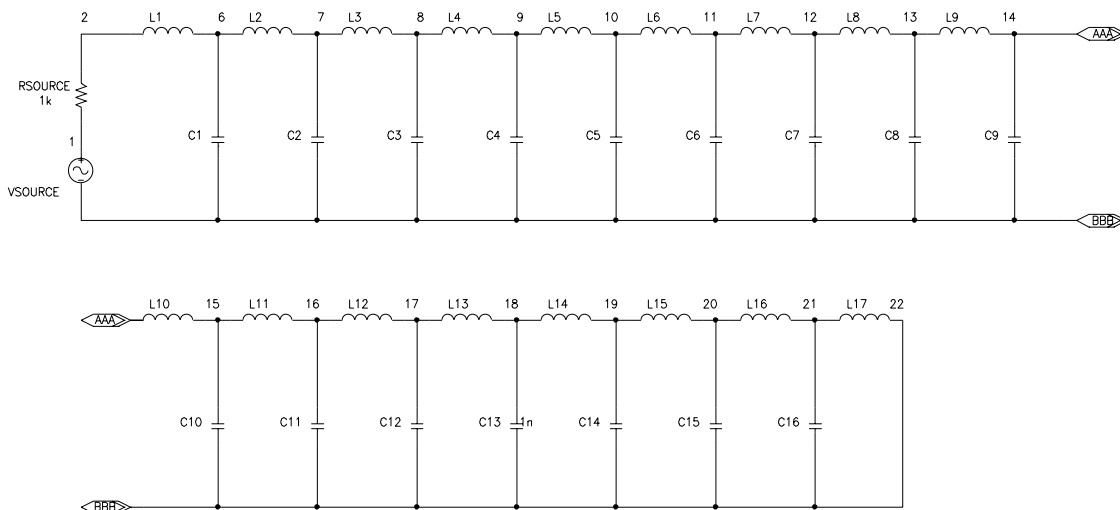 2 L1 6 L2 7 L3 8 L4 9 L5 10 L6 11 L7 12 L8 13 L9 14
AAA
RSOURCE
1k
1
C1 C2 C3 C4 C5 C6 C7 C8 C9
VSOURCE
BBB
L10 15 L11 16 L12 17 L13 18 L14 19 L15 20 L16 21 L17 22
AAA
C10 C11 C12 C13 1n C14 C15 C16
BBB